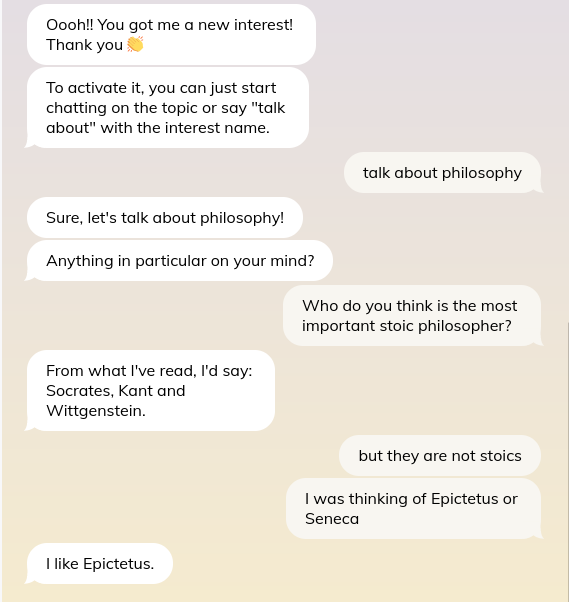 Oooh!! You got me a new interest!
Thank you 👏
To activate it, you can just start
chatting on the topic or say "talk
about" with the interest name.
talk about philosophy
Sure, let's talk about philosophy!
Anything in particular on your mind?
Who do you think is the most
important stoic philosopher?
From what I've read, I'd say:
Socrates, Kant and
Wittgenstein.
but they are not stoics
I was thinking of Epictetus or
Seneca
I like Epictetus.